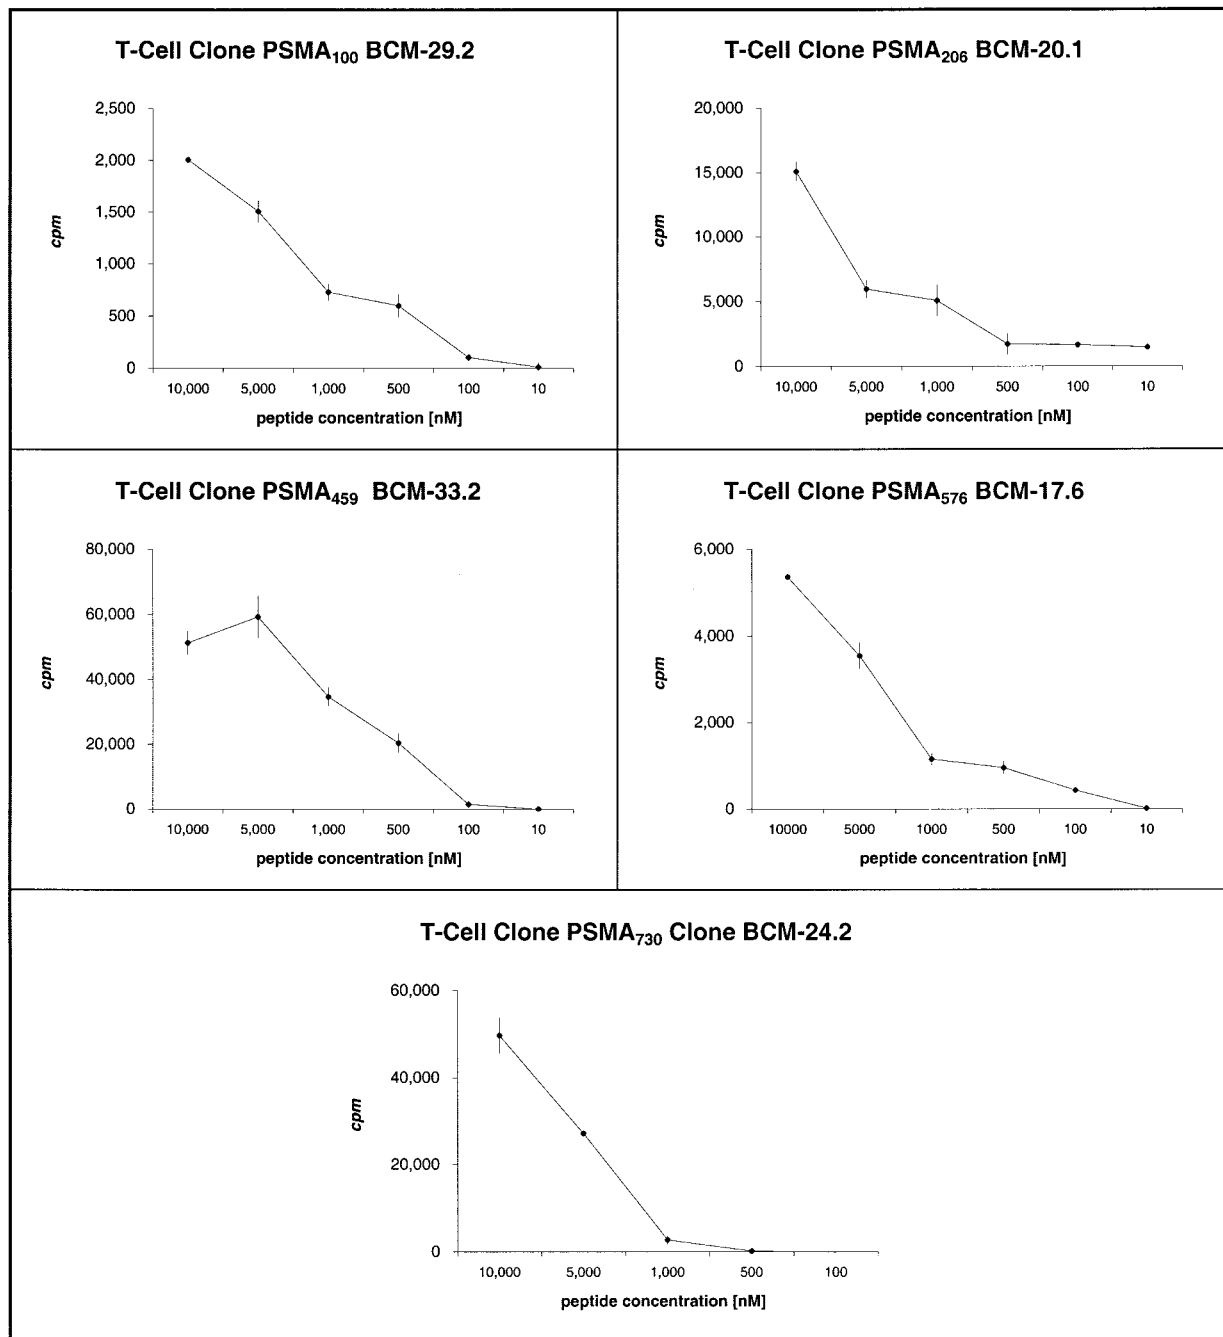 T-Cell Clone PSMA100 BCM-29.2
2,500
2,000
1,500
1,000
500
0
cpm
10,000 5,000 1,000 500 100 10
peptide concentration [nM]
T-Cell Clone PSMA206 BCM-20.1
20,000
15,000
10,000
5,000
0
cpm
10,000 5,000 1,000 500 100 10
peptide concentration [nM]
T-Cell Clone PSMA459 BCM-33.2
80,000
60,000
40,000
20,000
0
cpm
10,000 5,000 1,000 500 100 10
peptide concentration [nM]
T-Cell Clone PSMA576 BCM-17.6
6,000
4,000
2,000
0
cpm
10000 5000 1000 500 100 10
peptide concentration [nM]
T-Cell Clone PSMA730 Clone BCM-24.2
60,000
40,000
20,000
0
cpm
10,000 5,000 1,000 500 100
peptide concentration [nM]